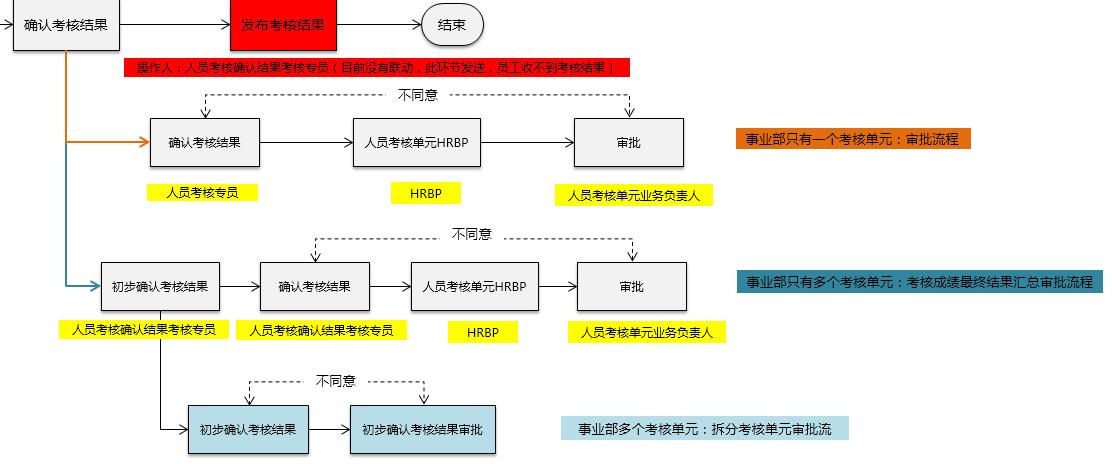 确认考核结果
发布考核结果
结束
操作人：人员考核确认结果考核专员（目前没有联动，此环节发送，员工收不到考核结果）
不同意
确认考核结果
人员考核单元HRBP
审批
事业部只有一个考核单元：审批流程
人员考核专员
HRBP
人员考核单元业务负责人
不同意
初步确认考核结果
确认考核结果
人员考核单元HRBP
审批
事业部只有多个考核单元：考核成绩最终结果汇总审批流程
人员考核确认结果考核专员
人员考核确认结果考核专员
HRBP
人员考核单元业务负责人
不同意
初步确认考核结果
初步确认考核结果审批
事业部多个考核单元：拆分考核单元审批流